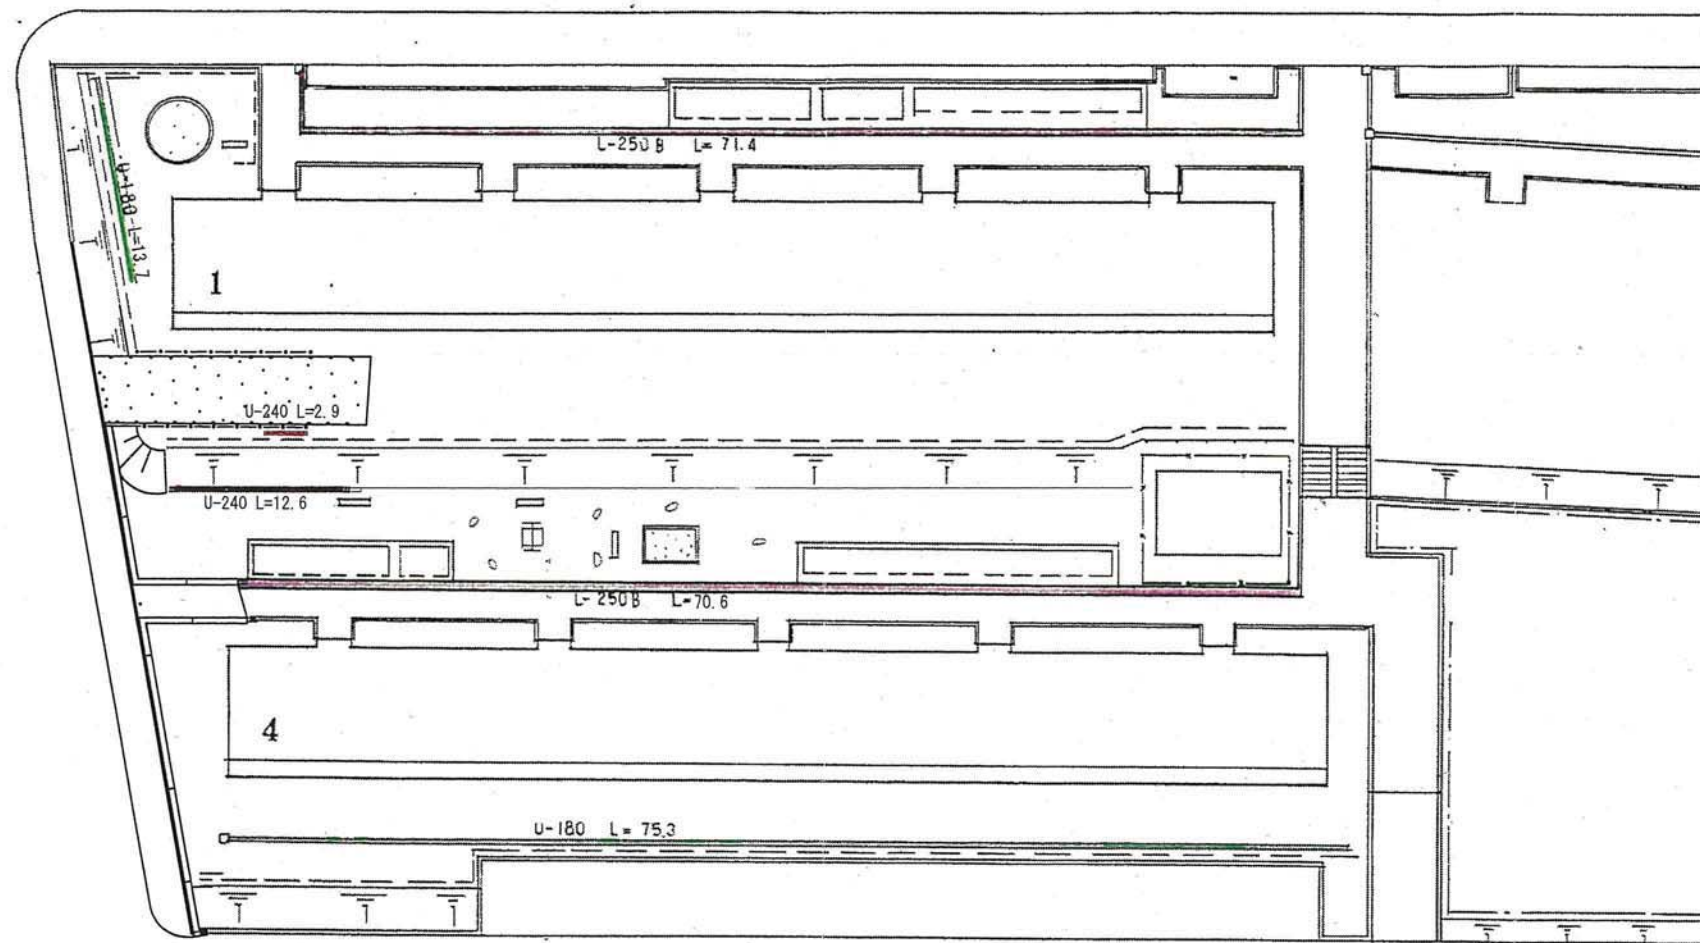 L-250B L=71.4
U-180 L=13.7
1
U-240 L=2.9
U-240 L=12.6
L-250B L=70.6
4
U-180 L=75.3